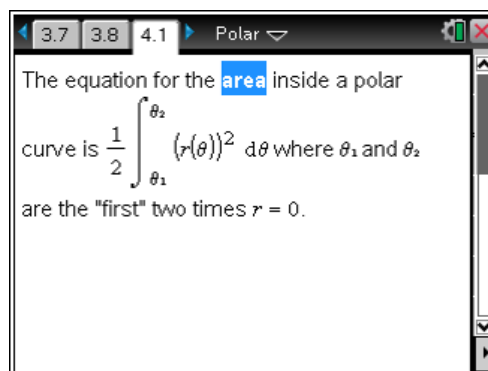 3.7 3.8 4.1 Polar
The equation for the area inside a polar
curve is 1/2 ∫_{θ₁}^{θ₂} (r(θ))² dθ where θ₁ and θ₂
are the "first" two times r = 0.